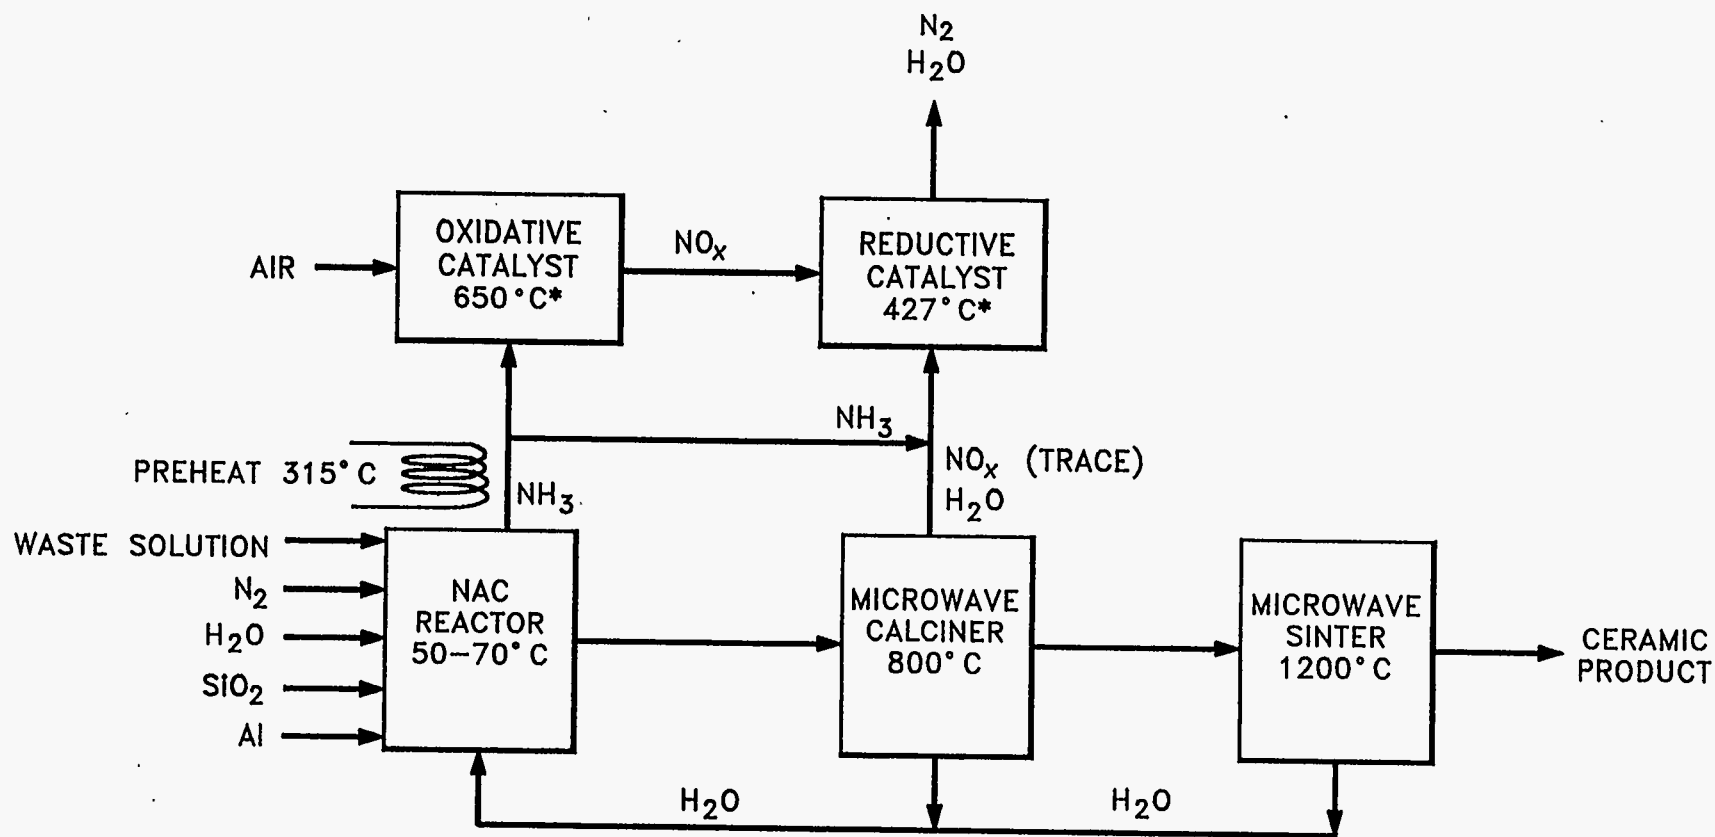 N₂
H₂O
OXIDATIVE
CATALYST
650°C*
AIR
NOₓ
REDUCTIVE
CATALYST
427°C*
NH₃
PREHEAT 315°C
NH₃
NOₓ (TRACE)
H₂O
WASTE SOLUTION
N₂
H₂O
SiO₂
Al
NAC
REACTOR
50–70°C
MICROWAVE
CALCINER
800°C
MICROWAVE
SINTER
1200°C
CERAMIC
PRODUCT
H₂O
H₂O